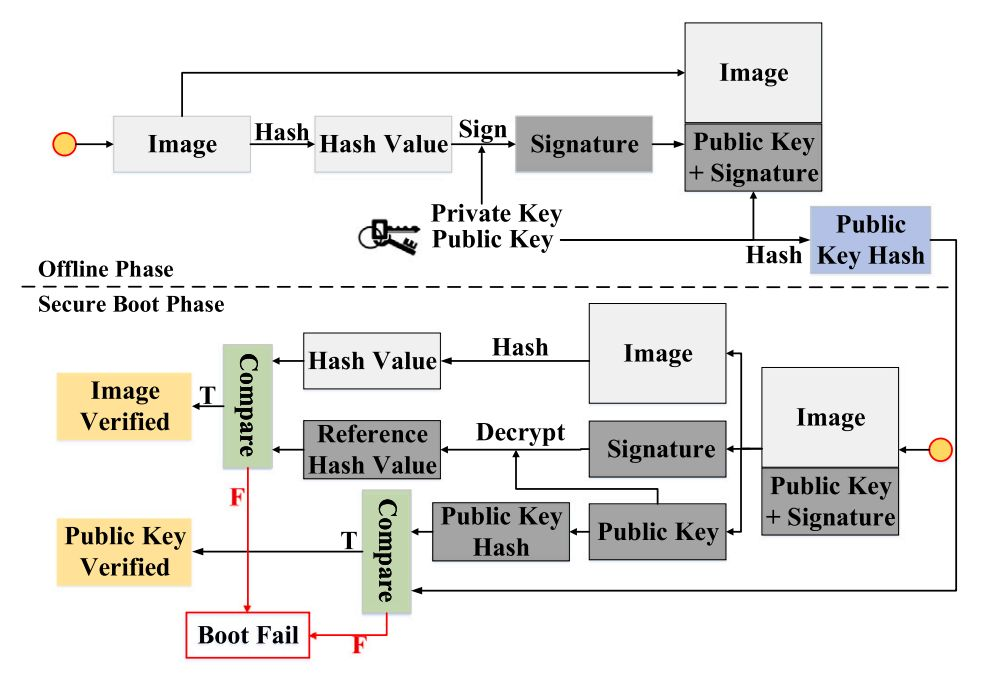 Image
Image
Hash
Hash Value
Sign
Signature
Public Key
+ Signature
Private Key
Public Key
Hash
Public
Key Hash
Offline Phase
Secure Boot Phase
Image
Verified
T
Compare
Hash Value
Hash
Image
Image
Reference
Hash Value
Decrypt
Signature
Public Key
+ Signature
F
Public Key
Verified
T
Compare
Public Key
Hash
Public Key
Boot Fail
F